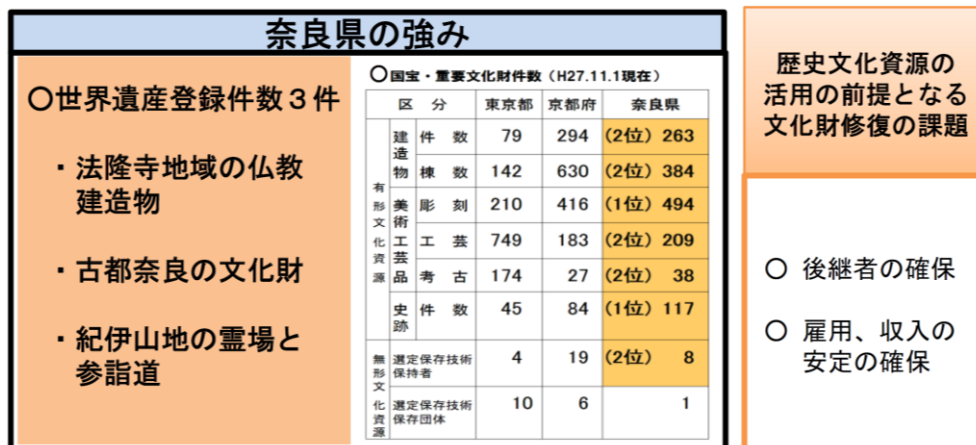 奈良県の強み
〇世界遺産登録件数３件
・法隆寺地域の仏教
建造物
・古都奈良の文化財
・紀伊山地の霊場と
参詣道
〇国宝・重要文化財件数（H27.11.1現在）
区 分 東京都 京都府 奈良県
有形文化資源
建造物
件 数 79 294 (2位) 263
棟 数 142 630 (2位) 384
美術工芸品
彫 刻 210 416 (1位) 494
工 芸 749 183 (2位) 209
考 古 174 27 (2位) 38
史跡
件 数 45 84 (1位) 117
無形文化資源
選定保存技術
保持者 4 19 (2位) 8
選定保存技術
保存団体 10 6 1
歴史文化資源の
活用の前提となる
文化財修復の課題
〇 後継者の確保
〇 雇用、収入の
安定の確保